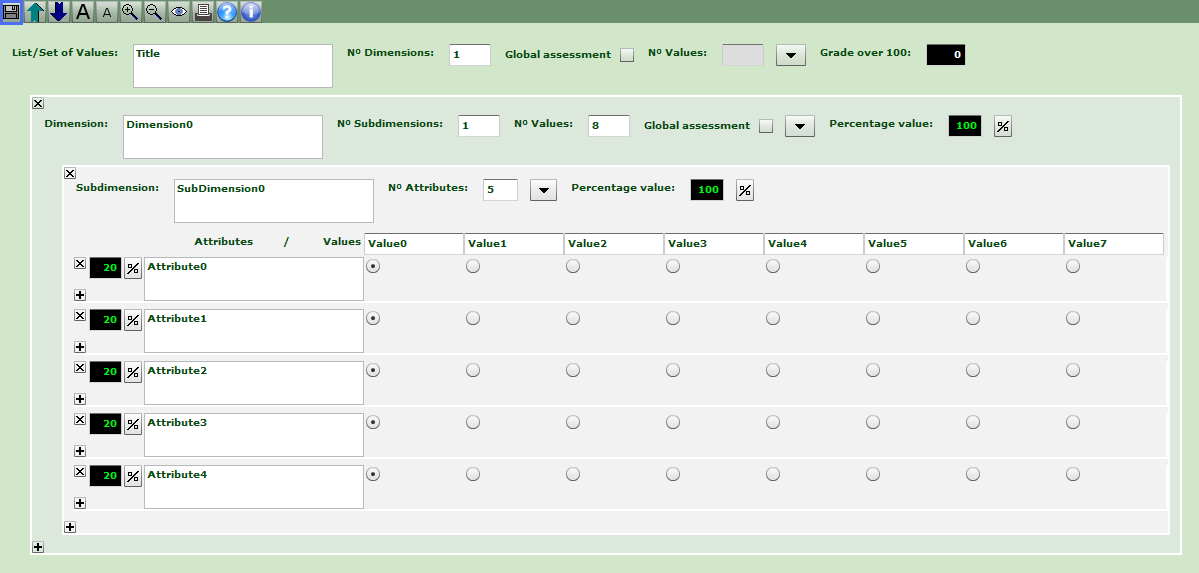 A A ? i
List/Set of Values: Title Nº Dimensions: 1 Global assessment Nº Values: Grade over 100: 0
Dimension: Dimension0 Nº Subdimensions: 1 Nº Values: 8 Global assessment Percentage value: 100 %
Subdimension: SubDimension0 Nº Attributes: 5 Percentage value: 100 %
Attributes / Values Value0 Value1 Value2 Value3 Value4 Value5 Value6 Value7
20 % Attribute0
20 % Attribute1
20 % Attribute2
20 % Attribute3
20 % Attribute4